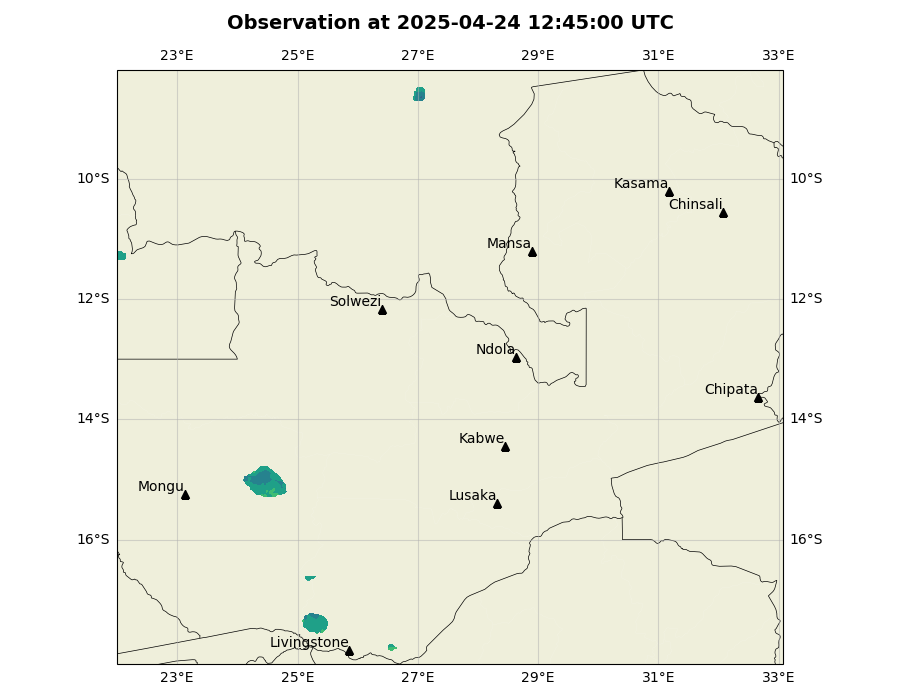 Observation at 2025-04-24 12:45:00 UTC
23°E 25°E 27°E 29°E 31°E 33°E
10°S 10°S
Kasama
Chinsali
Mansa
12°S 12°S
Solwezi
Ndola
Chipata
14°S 14°S
Kabwe
Mongu
Lusaka
16°S 16°S
Livingstone
23°E 25°E 27°E 29°E 31°E 33°E